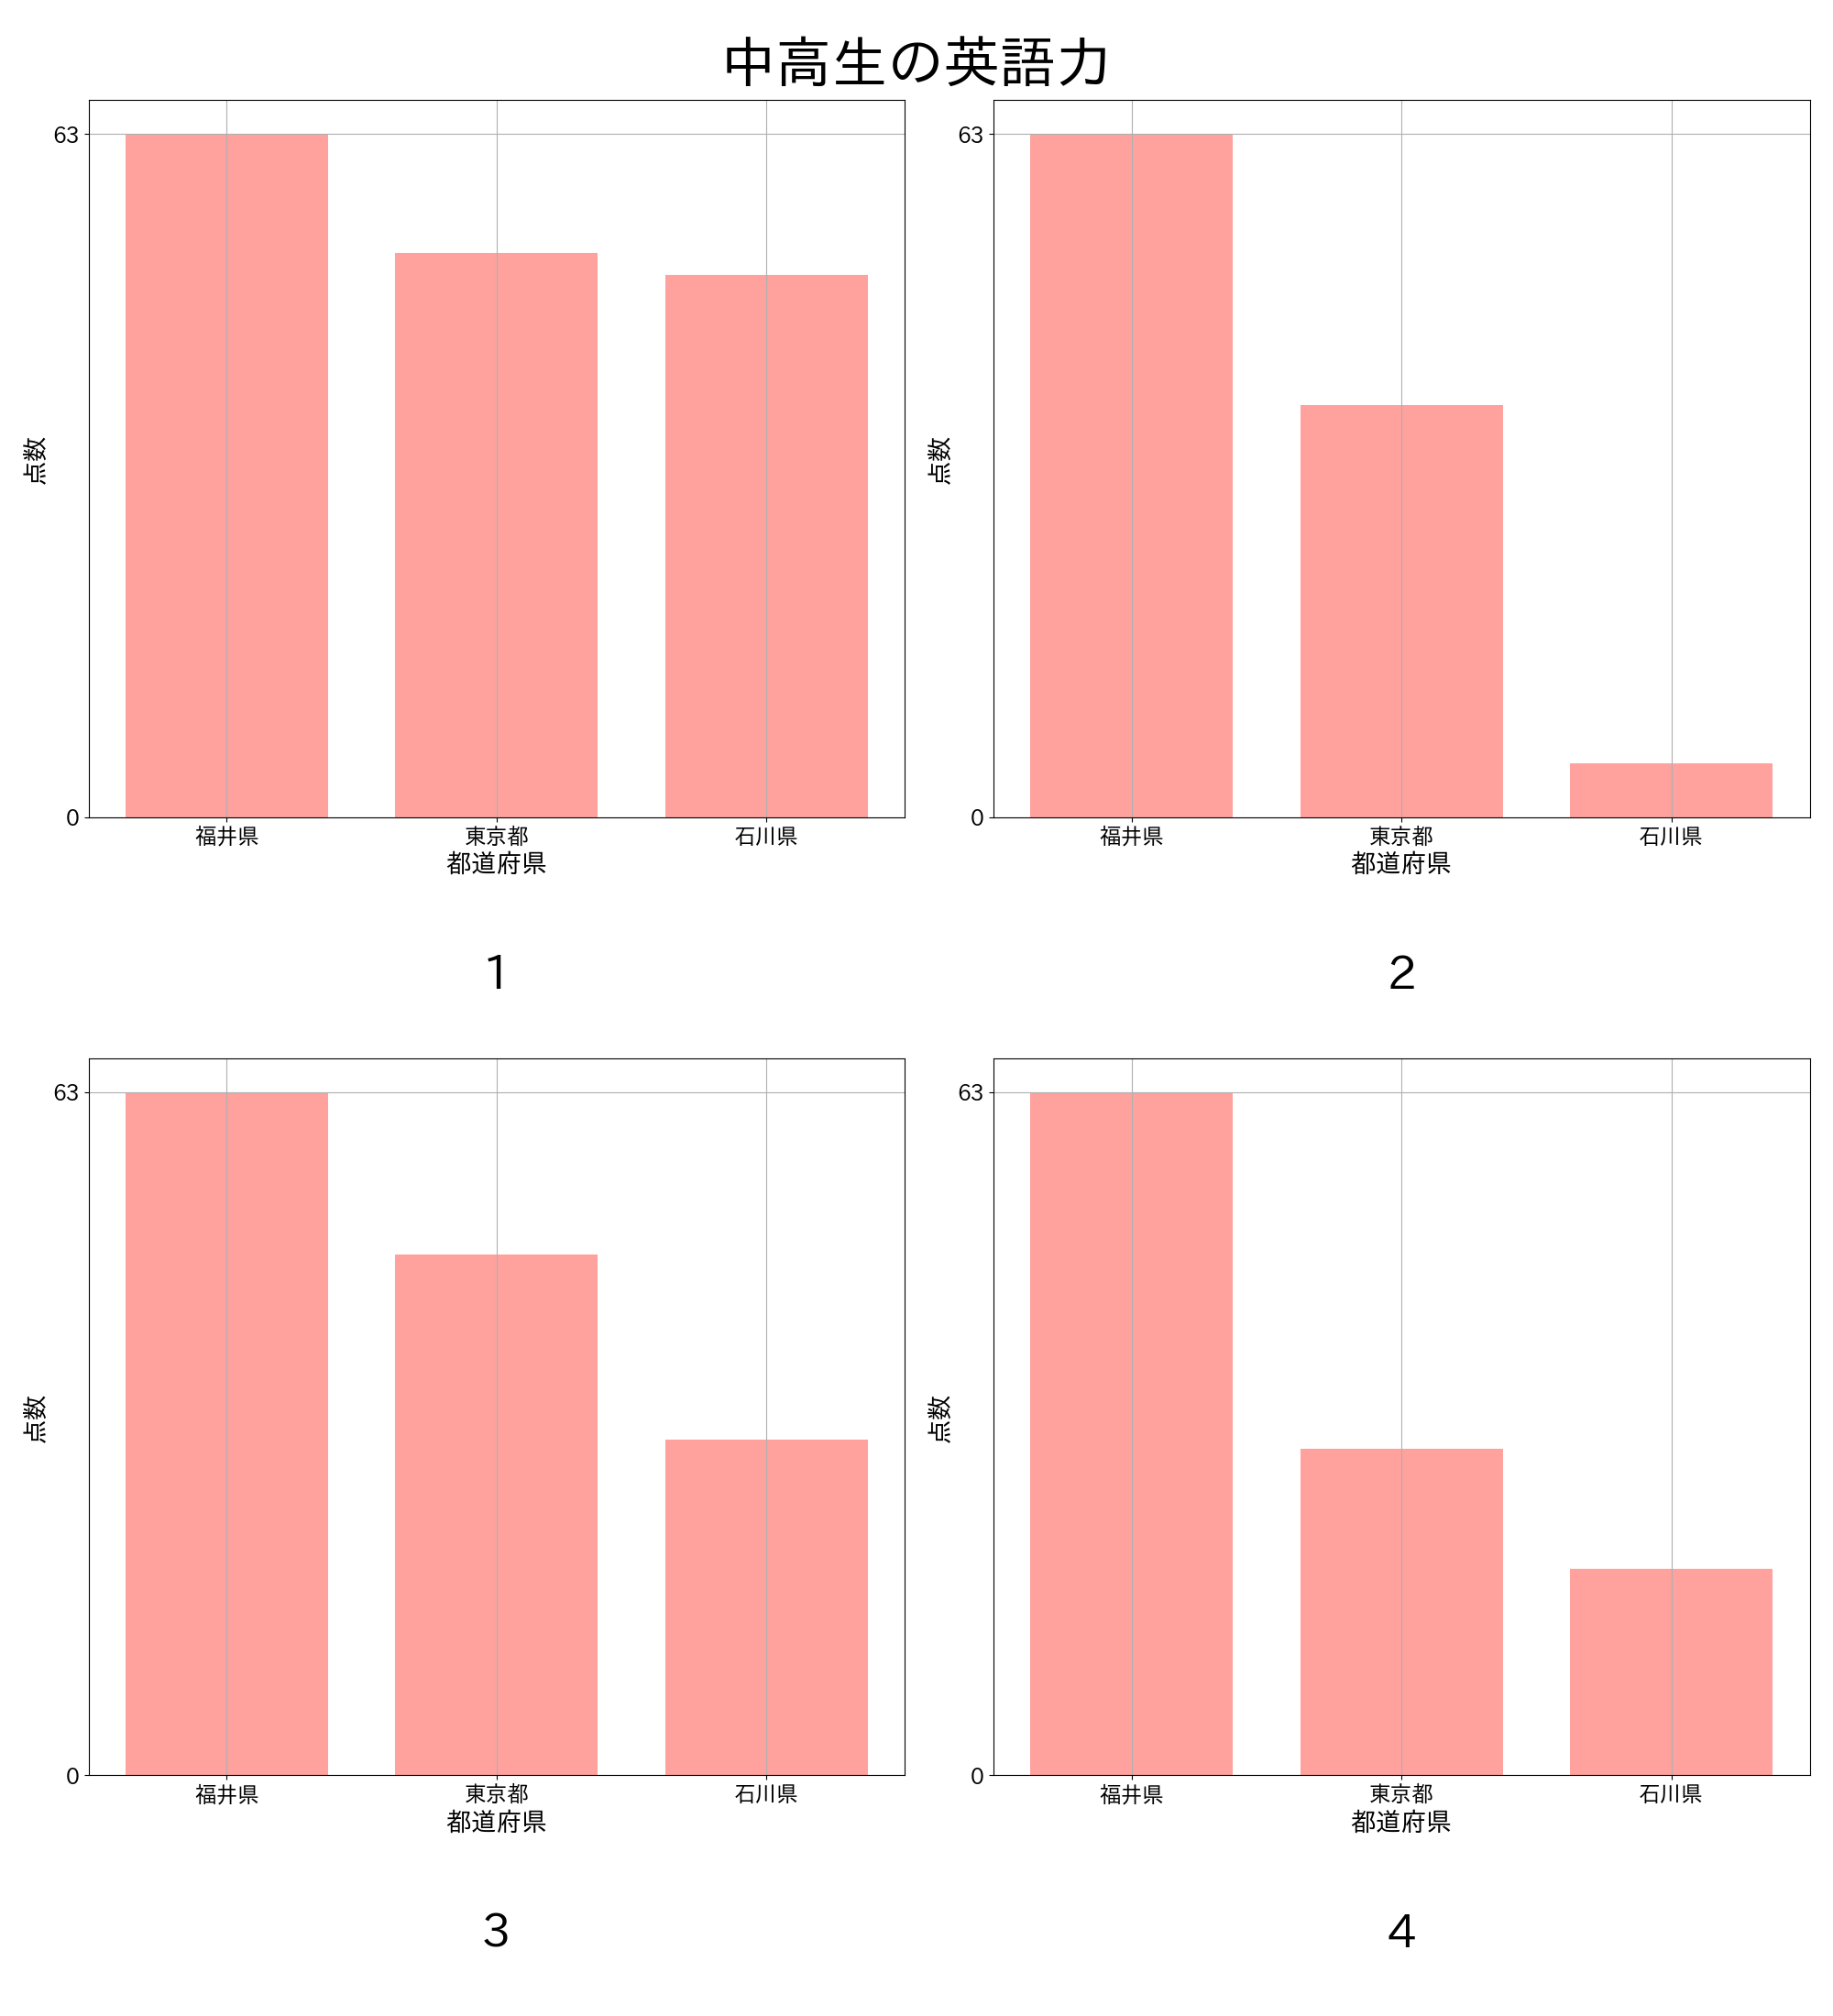 中高生の英語力
63
点数
0
福井県 東京都 石川県
都道府県
1
63
点数
0
福井県 東京都 石川県
都道府県
2
63
点数
0
福井県 東京都 石川県
都道府県
3
63
点数
0
福井県 東京都 石川県
都道府県
4